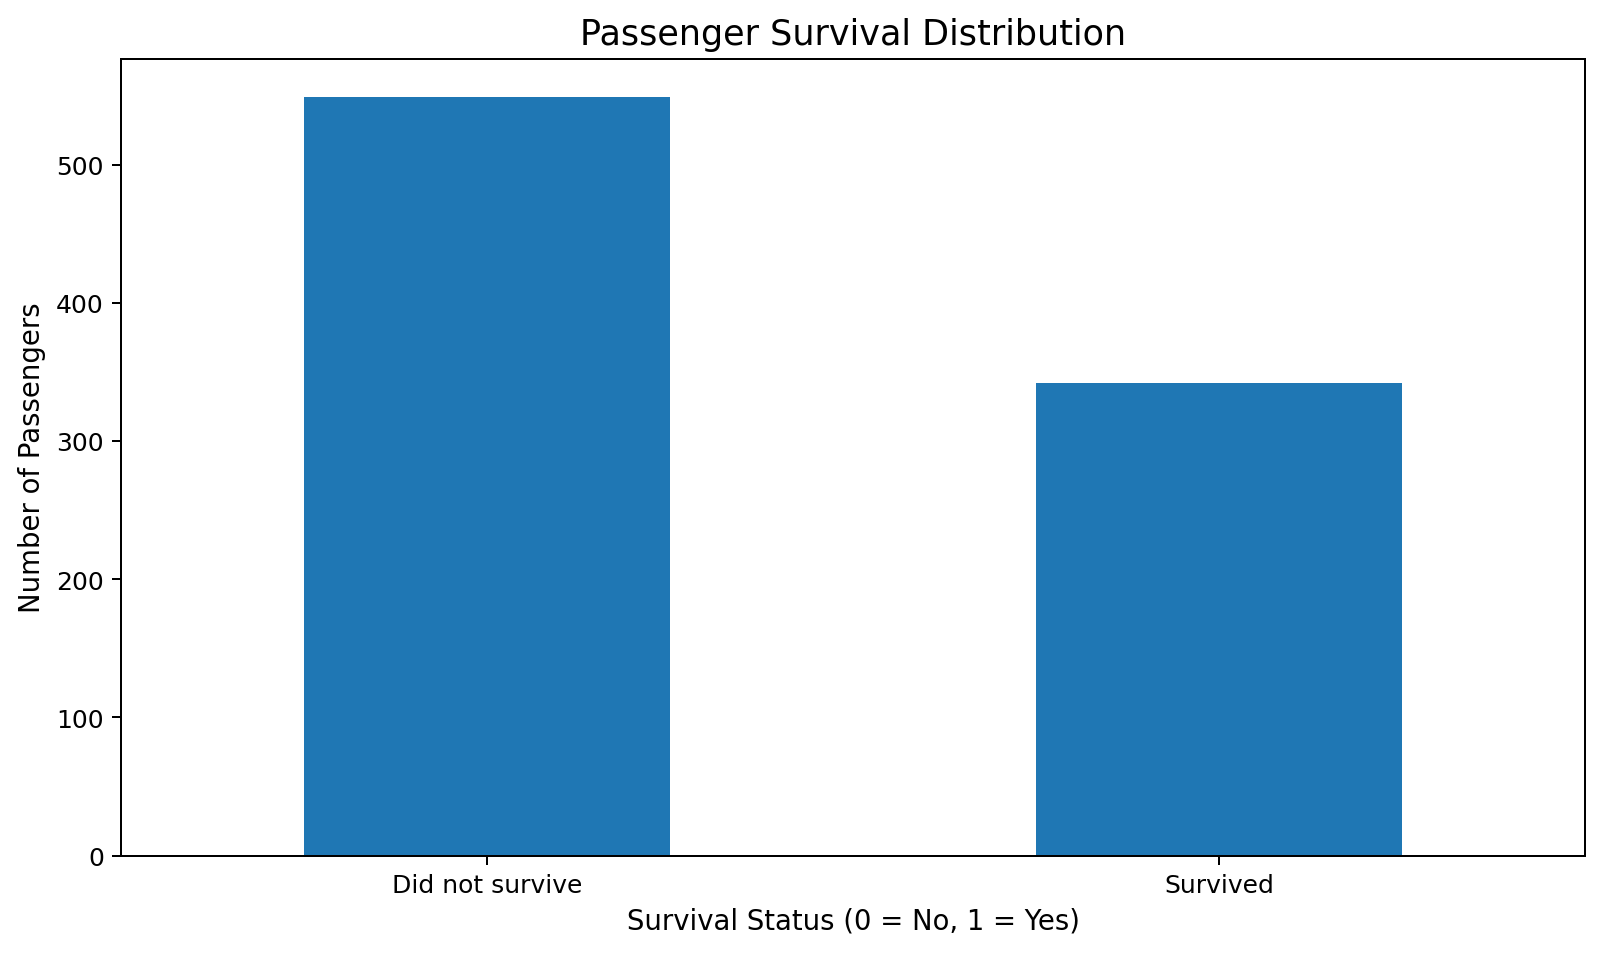 Passenger Survival Distribution
Number of Passengers
500
400
300
200
100
0
Did not survive
Survived
Survival Status (0 = No, 1 = Yes)